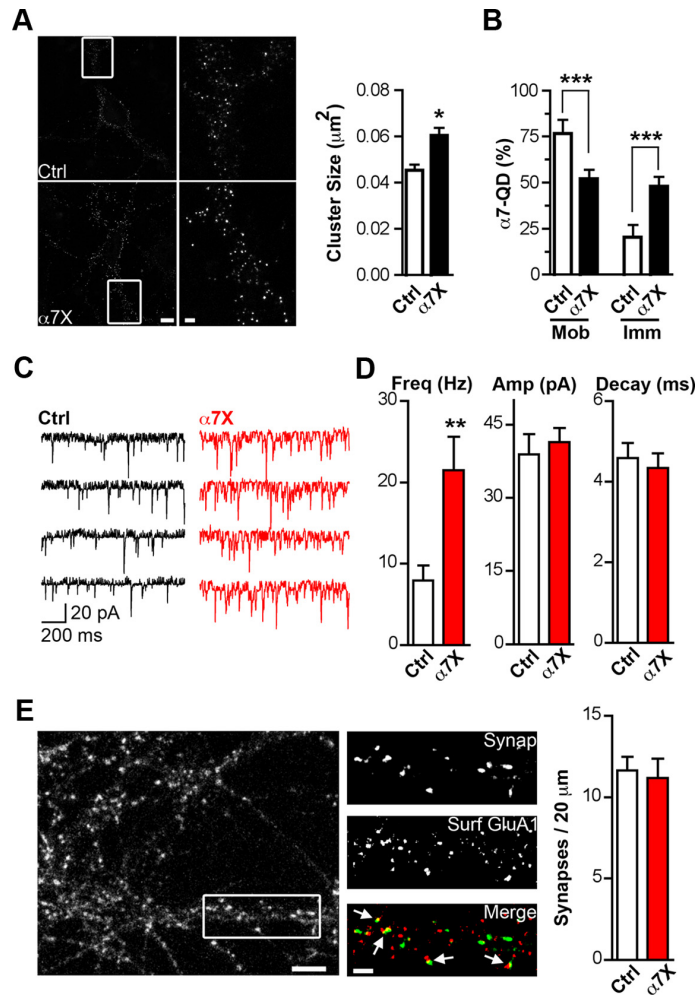 A
Ctrl
α7X
Cluster Size (μm²)
0.08
0.06
0.04
0.02
0.00
*
Ctrl
α7X
B
α7-QD (%)
100
75
50
25
0
***
***
Ctrl
α7X
Ctrl
α7X
Mob
Imm
C
Ctrl
α7X
20 pA
200 ms
D
Freq (Hz)
30
20
10
0
**
Ctrl
α7X
Amp (pA)
45
30
15
0
Ctrl
α7X
Decay (ms)
6
4
2
0
Ctrl
α7X
E
Synap
Surf GluA1
Merge
Synapses / 20 μm
15
10
5
0
Ctrl
α7X